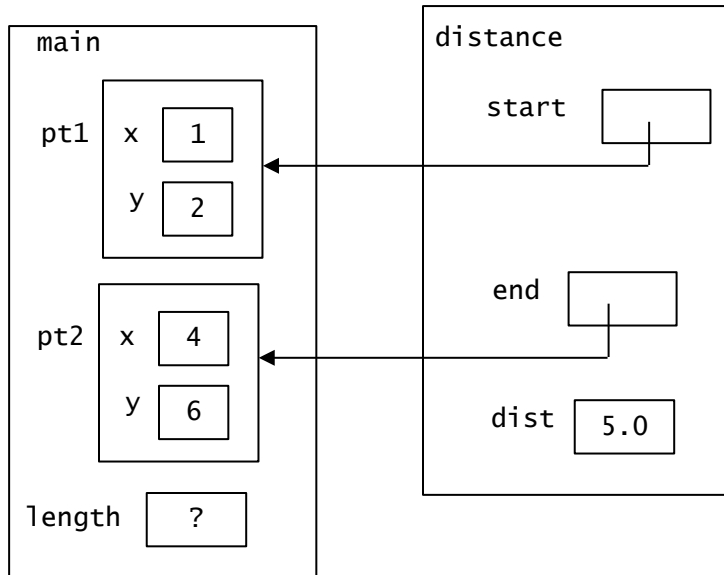 main
pt1 x 1
y 2
pt2 x 4
y 6
length ?
distance
start
end
dist 5.0